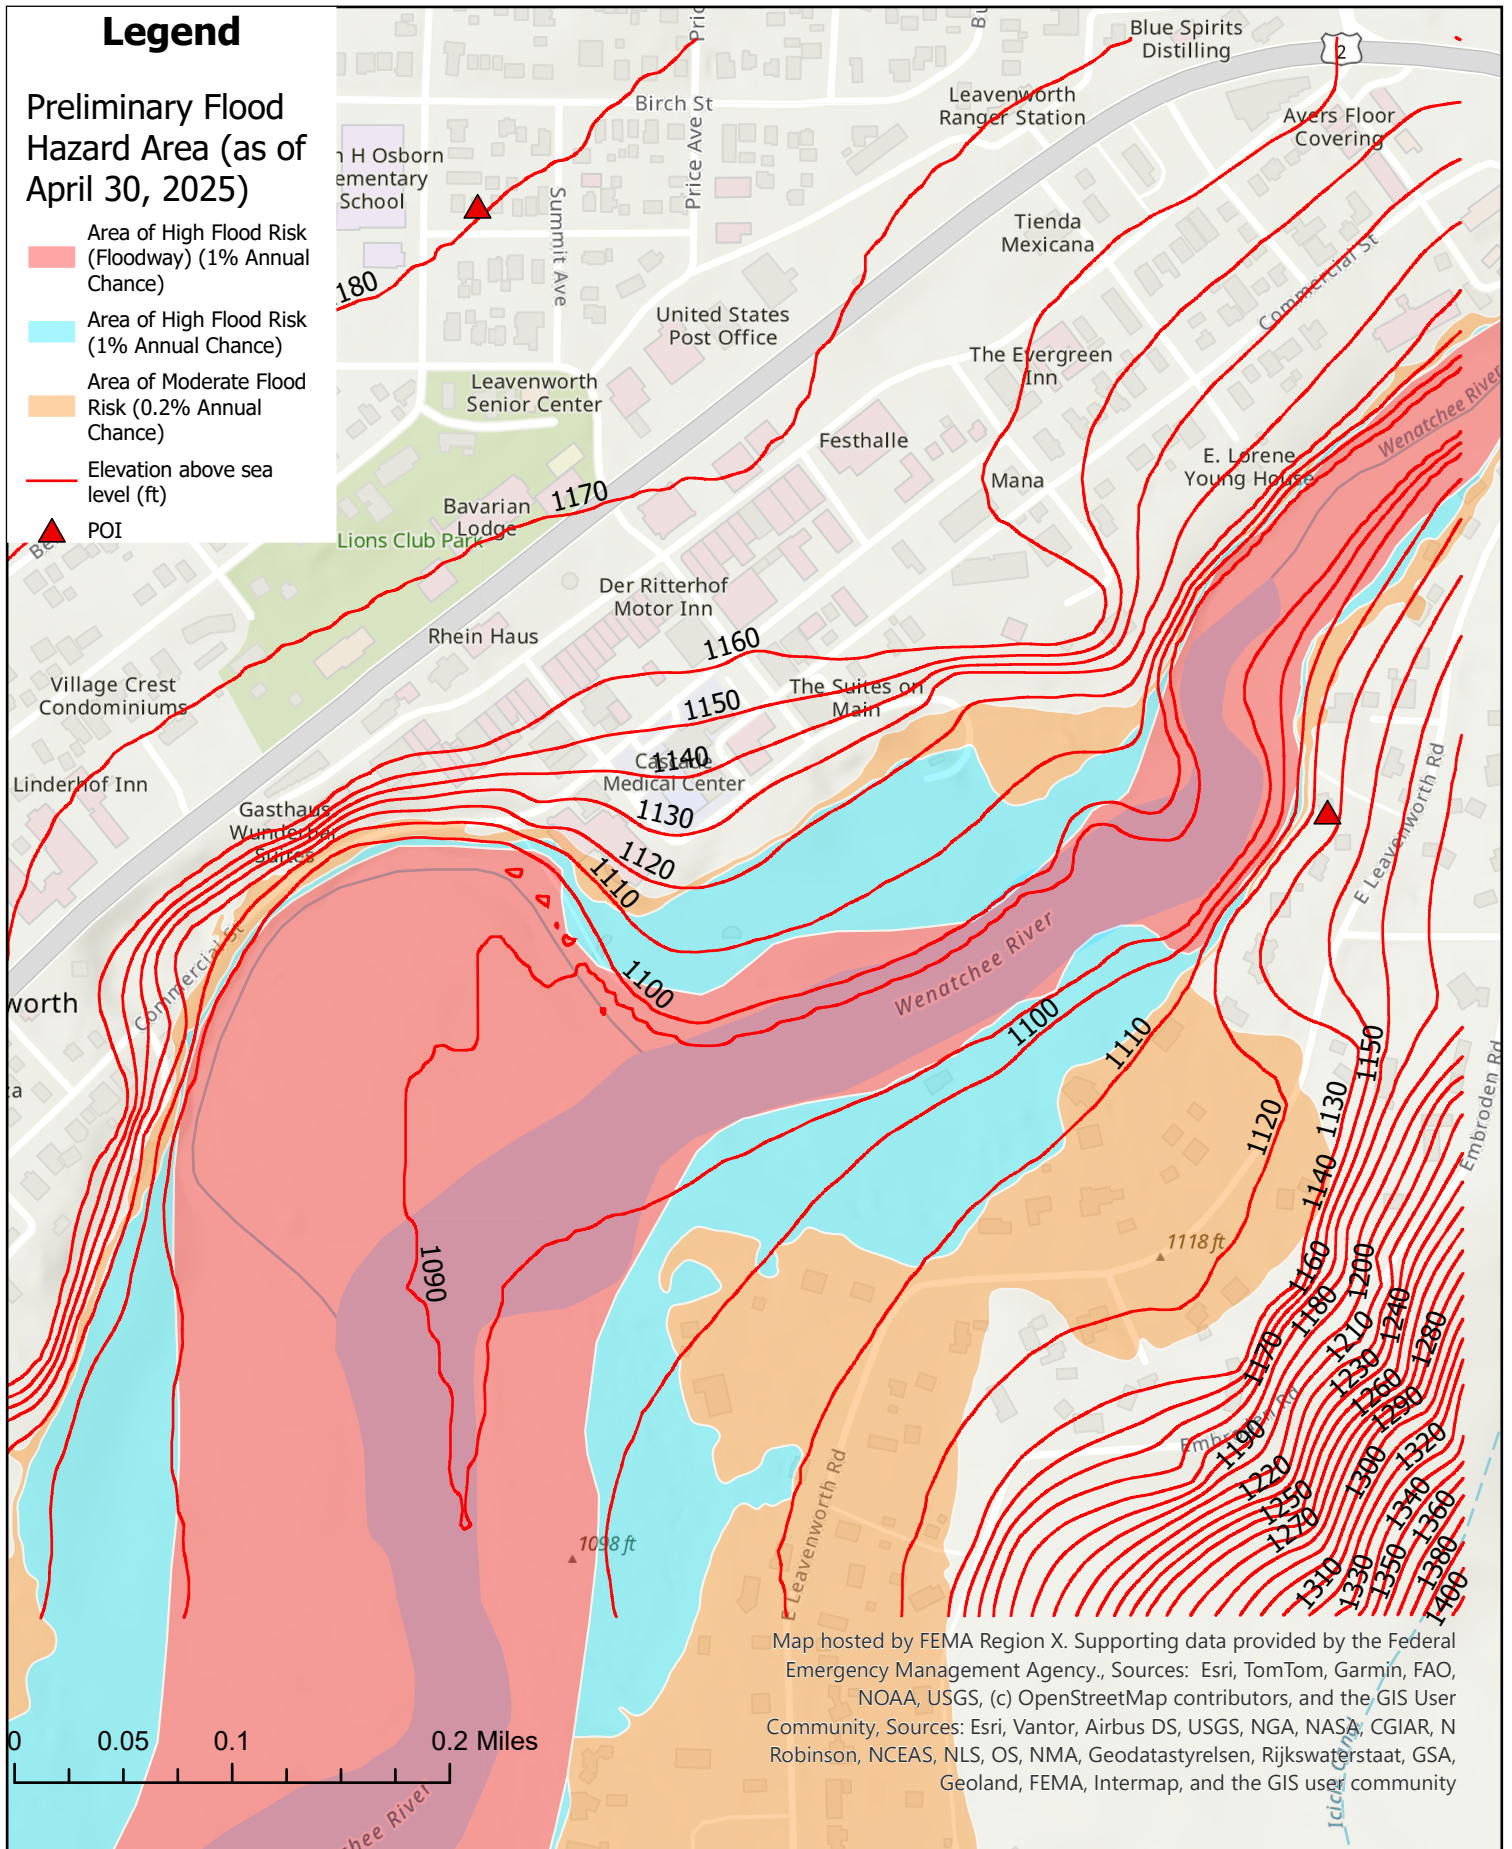 Legend
Preliminary Flood
Hazard Area (as of
April 30, 2025)
Area of High Flood Risk
(Floodway) (1% Annual
Chance)
Area of High Flood Risk
(1% Annual Chance)
Area of Moderate Flood
Risk (0.2% Annual
Chance)
Elevation above sea
level (ft)
POI
Blue Spirits
Distilling
2
Birch St
Price Ave
Leavenworth
Ranger Station
Avers Floor
Covering
n H Osborn
ementary
School
Summit Ave
Tienda
Mexicana
Commercial St
1180
United States
Post Office
The Evergreen
Inn
Leavenworth
Senior Center
Wenatchee River
Festhalle
E. Lorene
Young House
Mana
1170
Bavarian
Lodge
Lions Club Park
Der Ritterhof
Motor Inn
Rhein Haus
1160
Village Crest
Condominiums
1150
The Suites on
Main
1140
Cascade
Medical Center
Linderhof Inn
Gasthaus
Wunderbar
Suites
1130
E Leavenworth Rd
1120
1110
Commercial St
1100
Wenatchee River
worth
1100
1110
1150
za
1120
1130
Embroden Rd
1140
1090
1118 ft
1160
1200
1180
1240
1210
1280
1170
1230
1260
1290
Embroden Rd
1190
1320
1220
1300
1250
1340
1360
1270
E Leavenworth Rd
1098 ft
1310
1330
1350
1380
1400
Map hosted by FEMA Region X. Supporting data provided by the Federal
Emergency Management Agency., Sources: Esri, TomTom, Garmin, FAO,
NOAA, USGS, (c) OpenStreetMap contributors, and the GIS User
Community, Sources: Esri, Vantor, Airbus DS, USGS, NGA, NASA, CGIAR, N
Robinson, NCEAS, NLS, OS, NMA, Geodatastyrelsen, Rijkswaterstaat, GSA,
Geoland, FEMA, Intermap, and the GIS user community
Icicle Canal
0 0.05 0.1 0.2 Miles
chee River